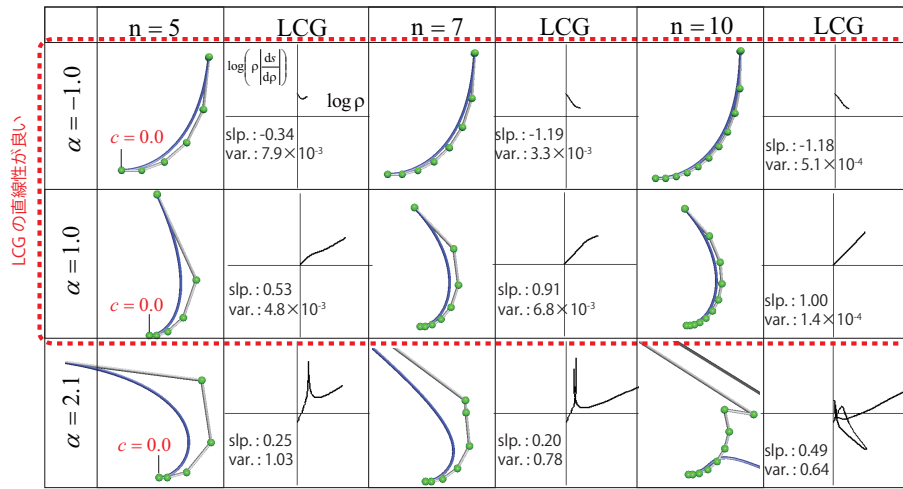 n = 5 LCG n = 7 LCG n = 10 LCG
LCG の直線性が良い
α = −1.0
c = 0.0
log(ρ|ds/dρ|)
log ρ
slp. : -0.34
var. : 7.9×10⁻³
slp. : -1.19
var. : 3.3×10⁻³
slp. : -1.18
var. : 5.1×10⁻⁴
α = 1.0
c = 0.0
slp. : 0.53
var. : 4.8×10⁻³
slp. : 0.91
var. : 6.8×10⁻³
slp. : 1.00
var. : 1.4×10⁻⁴
α = 2.1
c = 0.0
slp. : 0.25
var. : 1.03
slp. : 0.20
var. : 0.78
slp. : 0.49
var. : 0.64